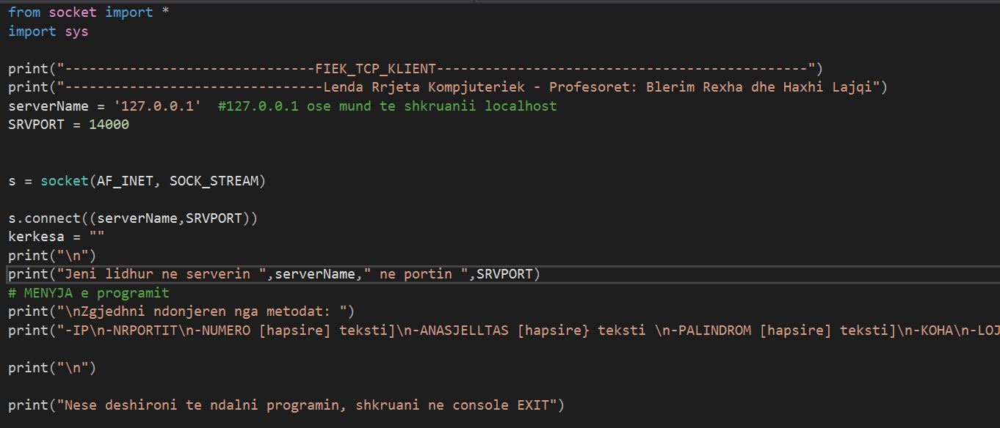 from socket import *
import sys
print("-------------------------------FIEK_TCP_KLIENT----------------------------------------------")
print("--------------------------------Lenda Rrjeta Kompjuteriek - Profesoret: Blerim Rexha dhe Haxhi Lajqi")
serverName = '127.0.0.1'  #127.0.0.1 ose mund te shkruanii localhost
SRVPORT = 14000
s = socket(AF_INET, SOCK_STREAM)
s.connect((serverName,SRVPORT))
kerkesa = ""
print("\n")
print("Jeni lidhur ne serverin ",serverName," ne portin ",SRVPORT)
# MENYJA e programit
print("\nZgjedhni ndonjeren nga metodat: ")
print("-IP\n-NRPORTIT\n-NUMERO [hapsire] teksti]\n-ANASJELLTAS [hapsire} teksti \n-PALINDROM [hapsire] teksti]\n-KOHA\n-LOJ
print("\n")
print("Nese deshironi te ndalni programin, shkruani ne console EXIT")